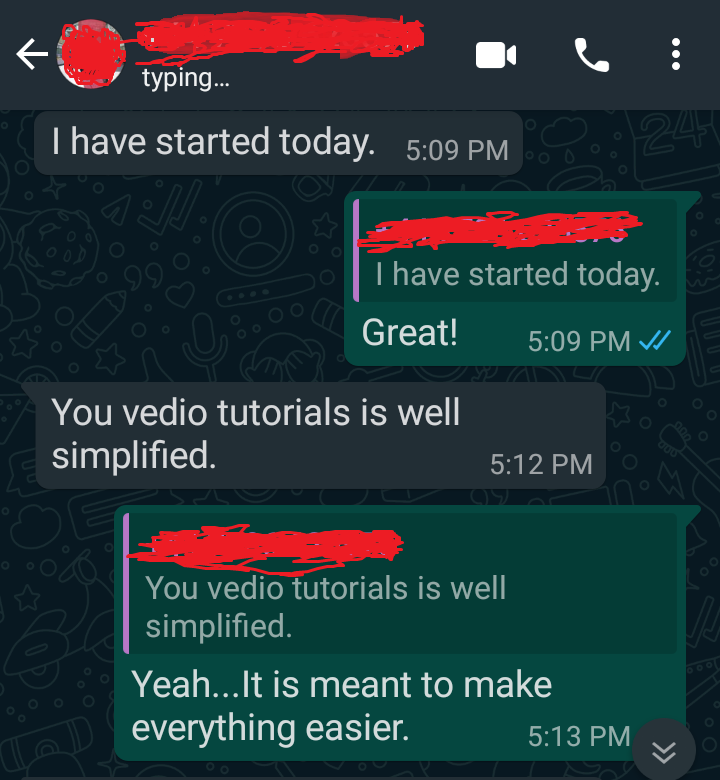 typing...
I have started today.
5:09 PM
I have started today.
Great!
5:09 PM
You vedio tutorials is well
simplified.
5:12 PM
You vedio tutorials is well
simplified.
Yeah...It is meant to make
everything easier.
5:13 PM